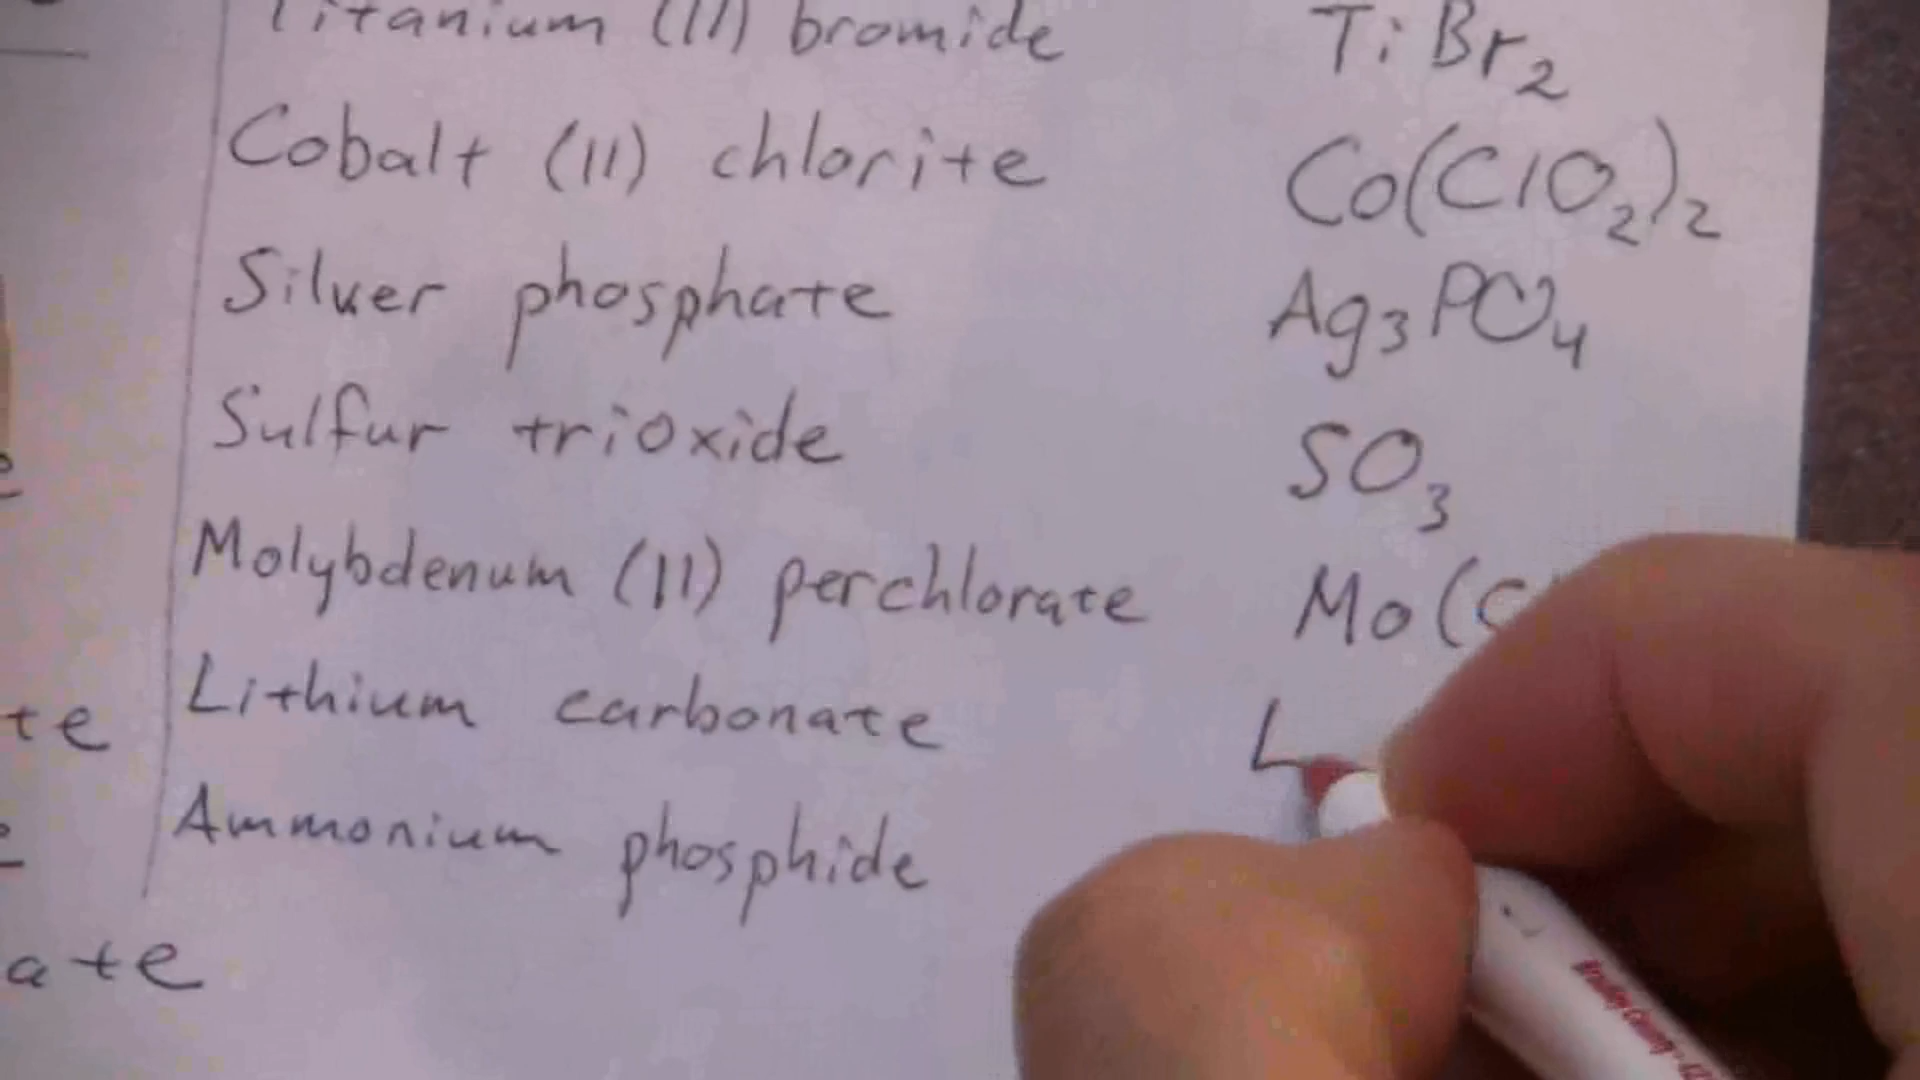 Titanium (II) bromide TiBr2
Cobalt (II) chlorite Co(ClO2)2
Silver phosphate Ag3PO4
Sulfur trioxide SO3
Molybdenum (II) perchlorate Mo(C
te Lithium carbonate L
Ammonium phosphide
ate